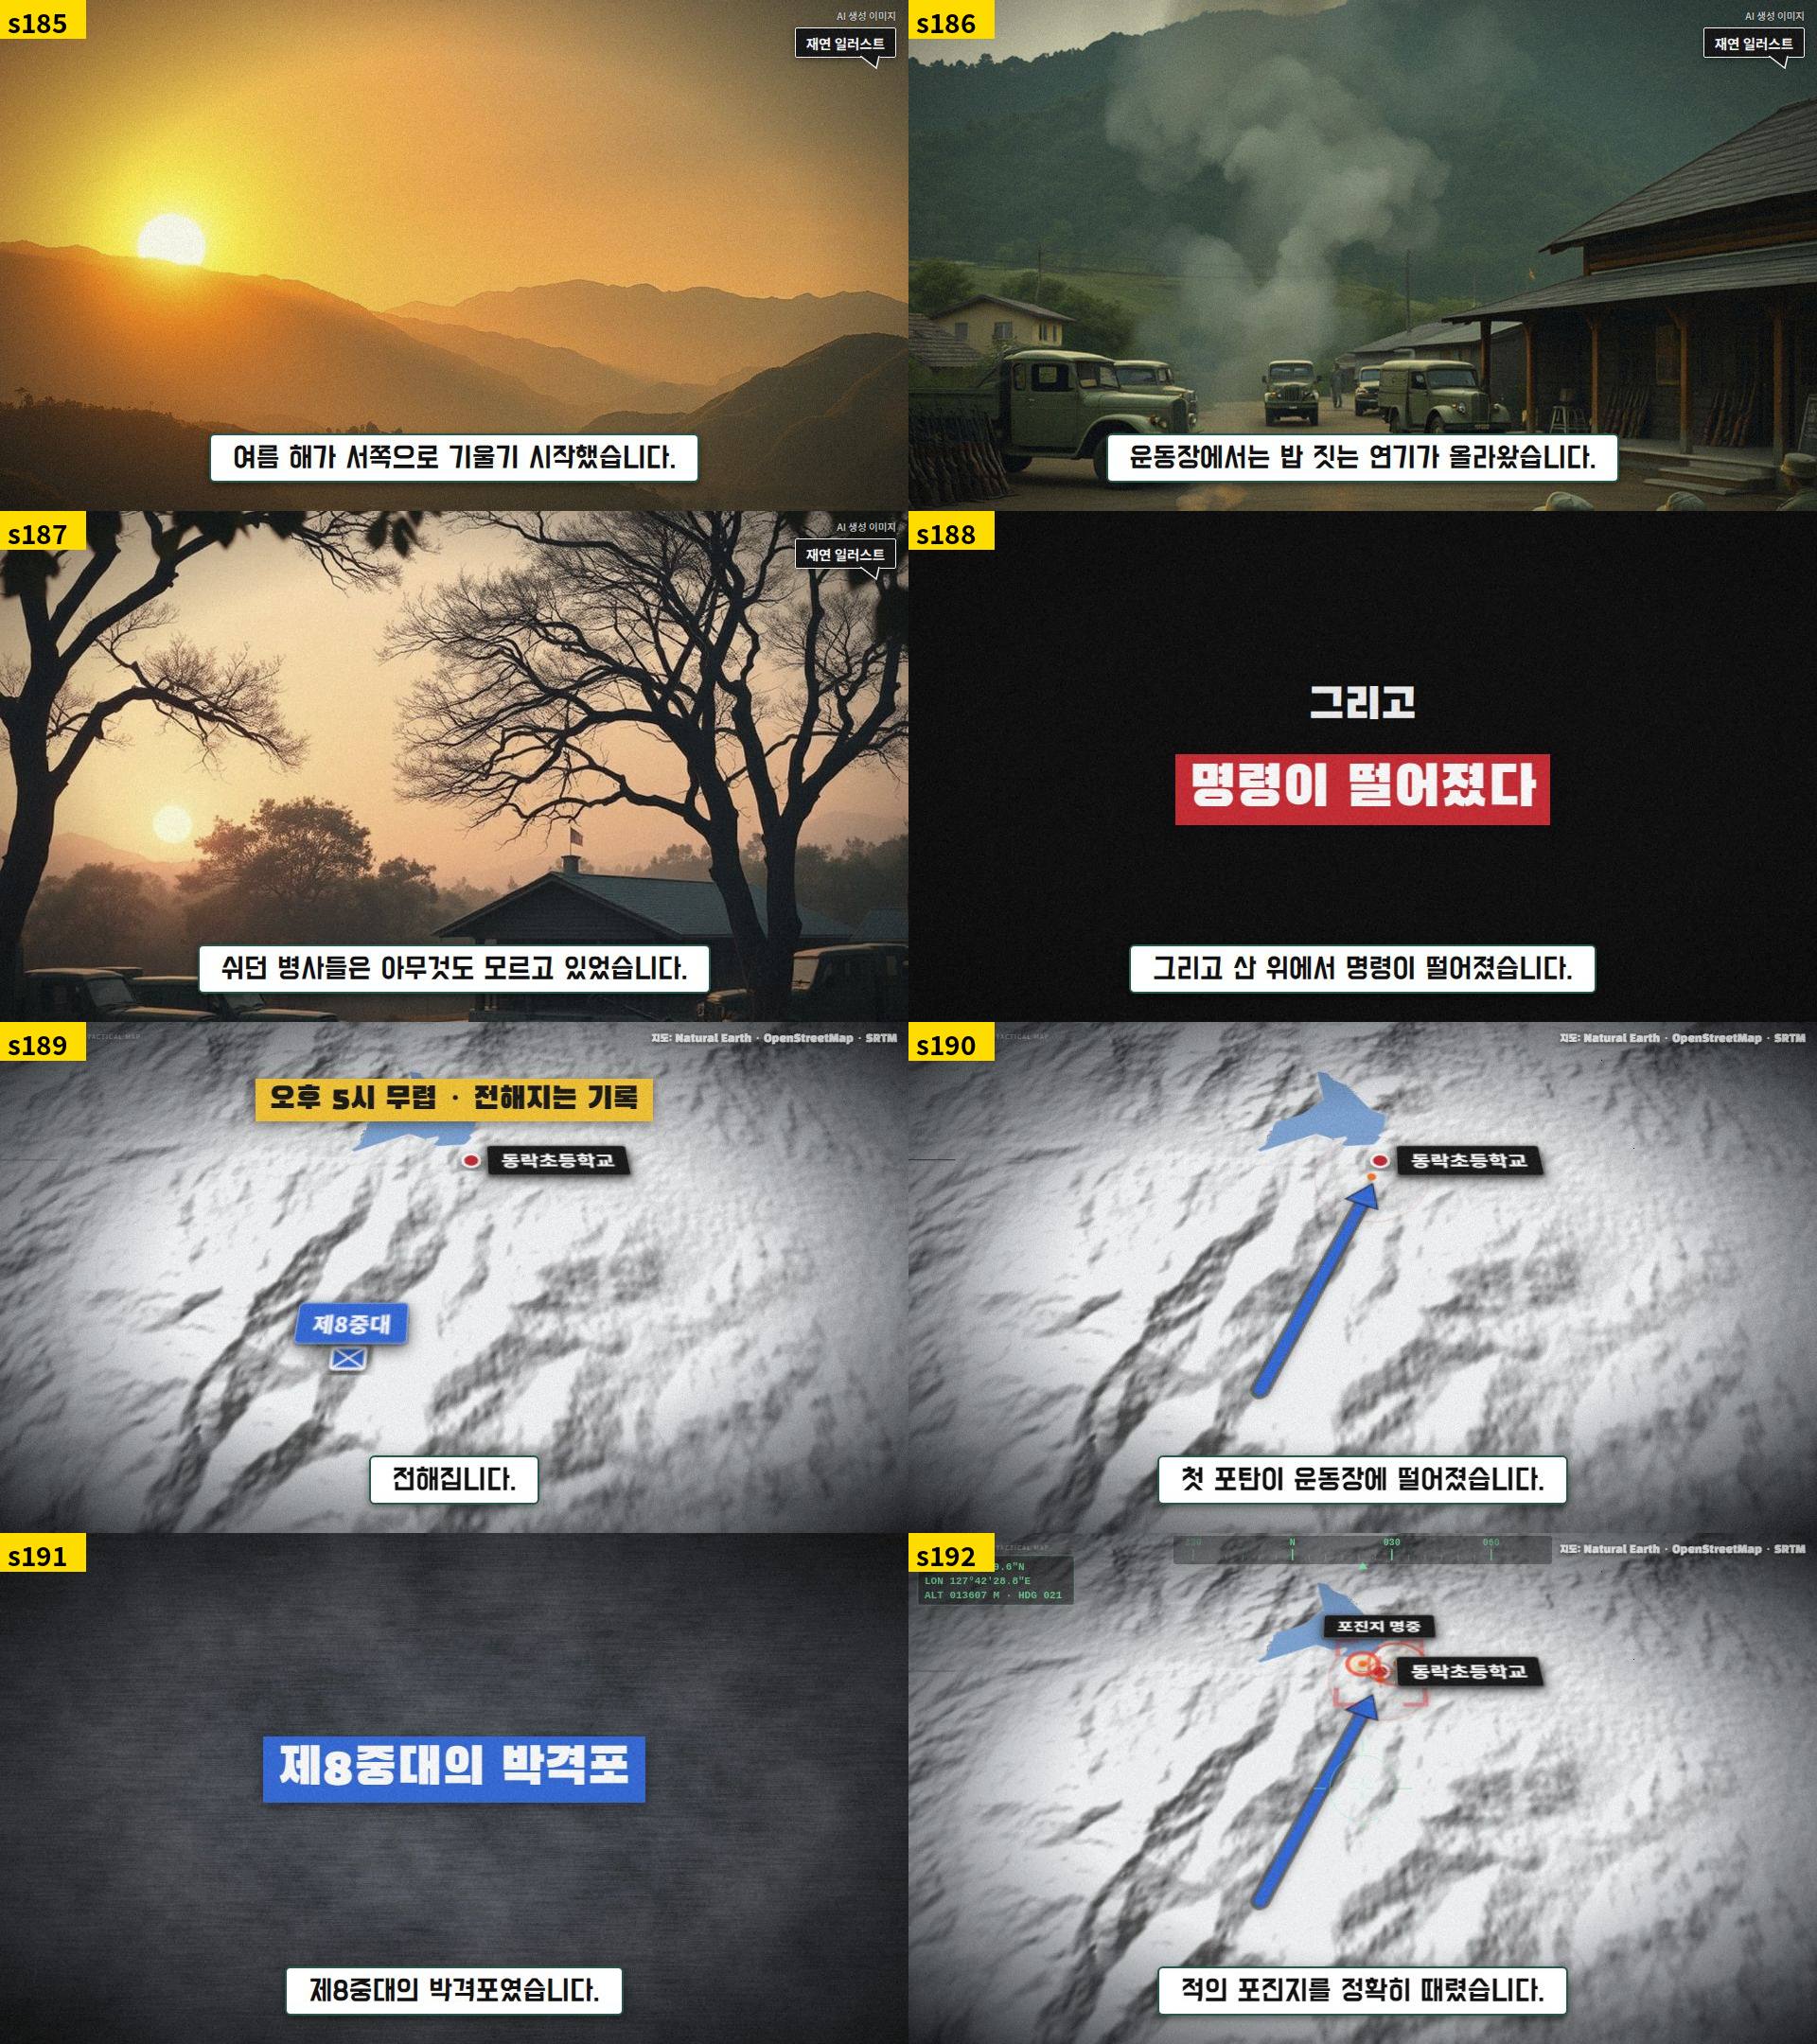 s185
AI 생성 이미지
재연 일러스트
여름 해가 서쪽으로 기울기 시작했습니다.
s186
AI 생성 이미지
재연 일러스트
운동장에서는 밥 짓는 연기가 올라왔습니다.
s187
AI 생성 이미지
재연 일러스트
쉬던 병사들은 아무것도 모르고 있었습니다.
s188
그리고
명령이 떨어졌다
그리고 산 위에서 명령이 떨어졌습니다.
s189
TACTICAL MAP
지도: Natural Earth · OpenStreetMap · SRTM
오후 5시 무렵 · 전해지는 기록
동락초등학교
제8중대
전해집니다.
s190
TACTICAL MAP
지도: Natural Earth · OpenStreetMap · SRTM
동락초등학교
첫 포탄이 운동장에 떨어졌습니다.
s191
제8중대의 박격포
제8중대의 박격포였습니다.
s192
TACTICAL MAP
N 030 060
지도: Natural Earth · OpenStreetMap · SRTM
9.6"N
LON 127°42'28.8"E
ALT 013607 M · HDG 021
포진지 명중
동락초등학교
적의 포진지를 정확히 때렸습니다.